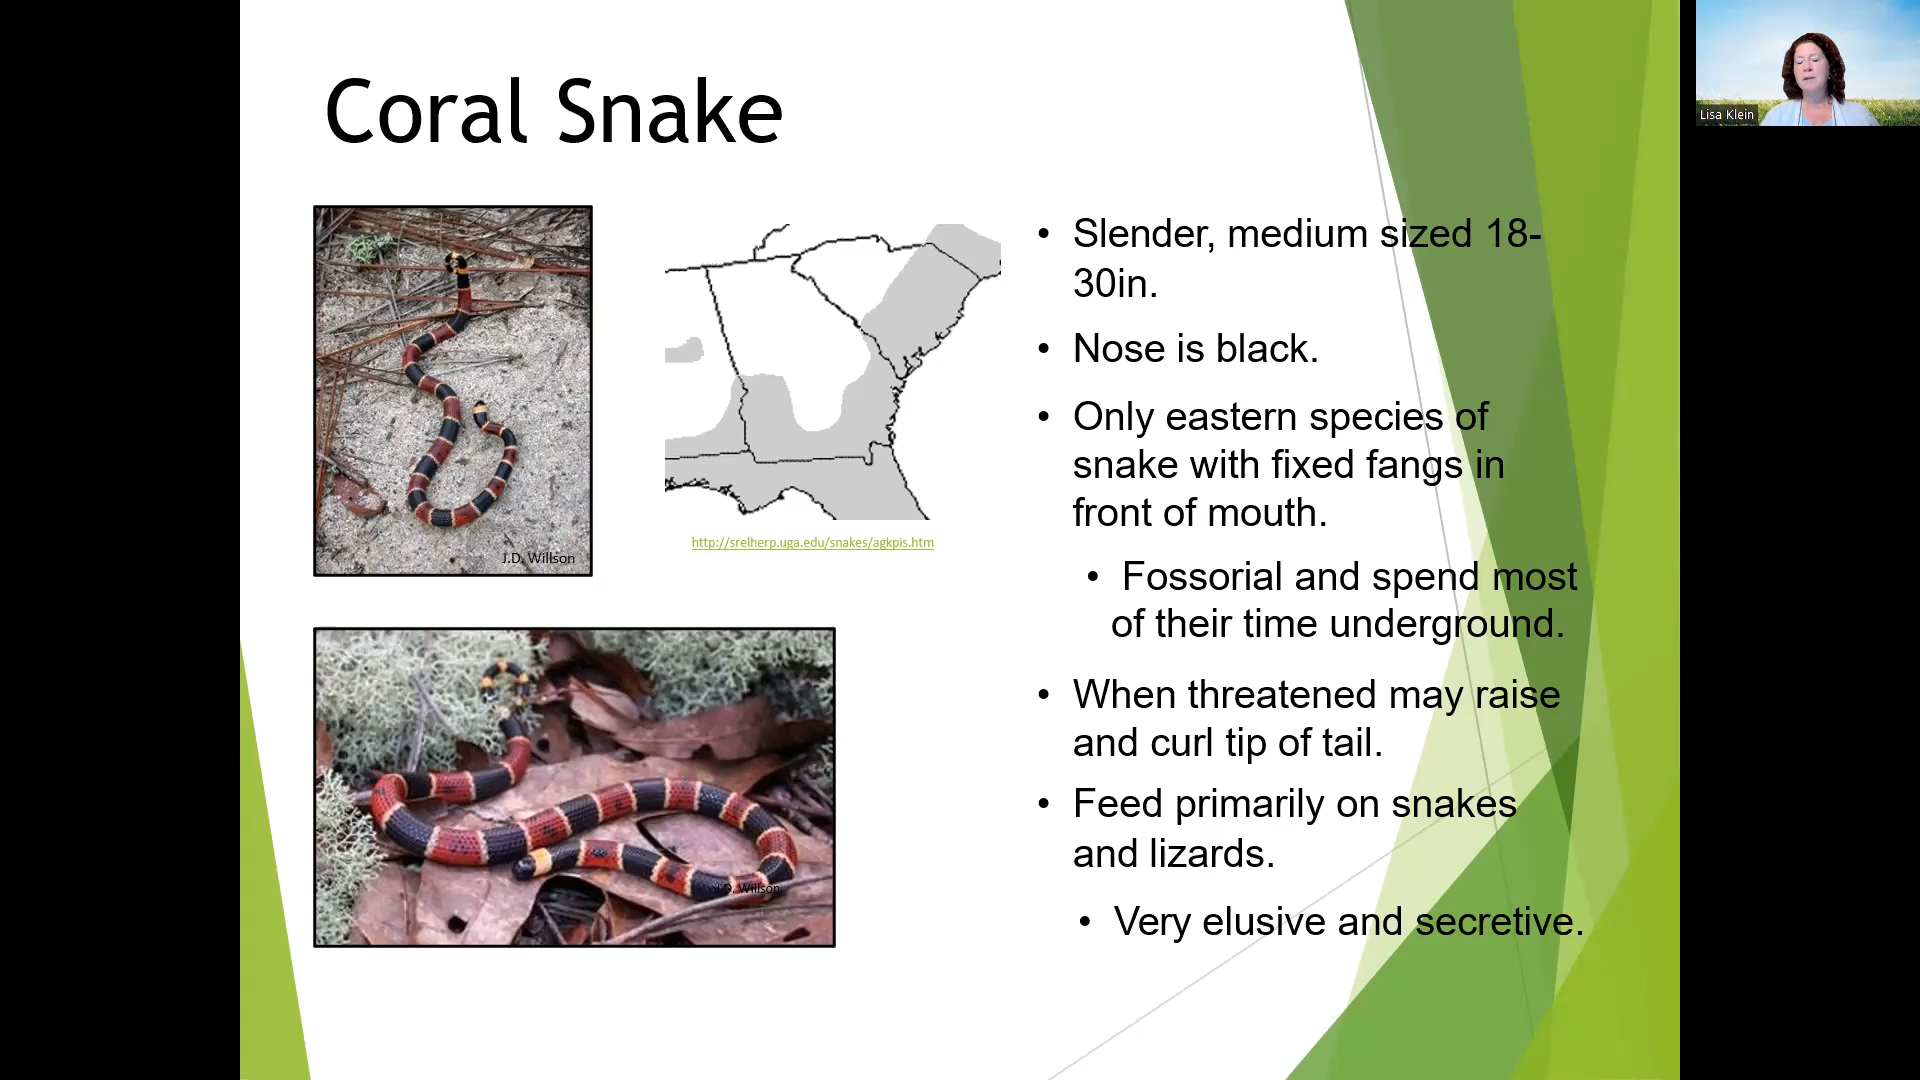 Coral Snake
J.D. Willson
http://srelherp.uga.edu/snakes/agkpis.htm
J.D. Willson
• Slender, medium sized 18-
30in.
• Nose is black.
• Only eastern species of
snake with fixed fangs in
front of mouth.
• Fossorial and spend most
of their time underground.
• When threatened may raise
and curl tip of tail.
• Feed primarily on snakes
and lizards.
• Very elusive and secretive.
Lisa Klein